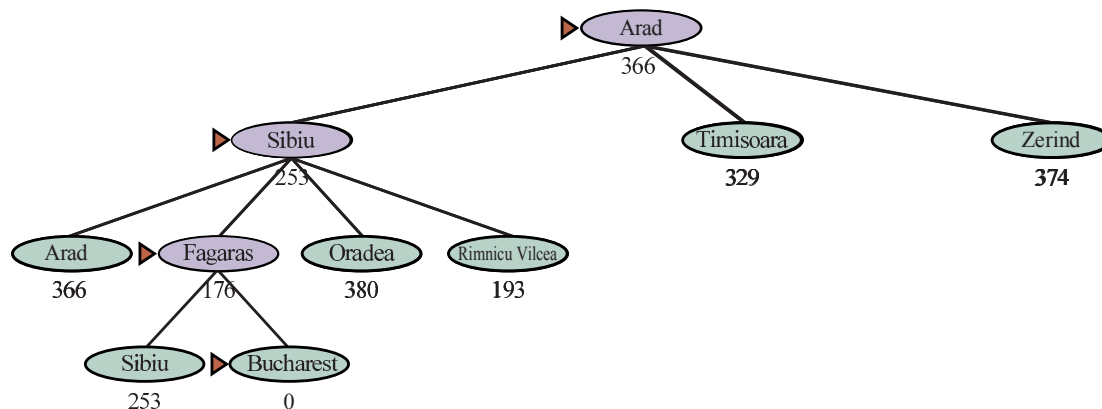 Arad
366
Sibiu
Timisoara
Zerind
253
329
374
Arad
Fagaras
Oradea
Rimnicu Vilcea
366
176
380
193
Sibiu
Bucharest
253
0